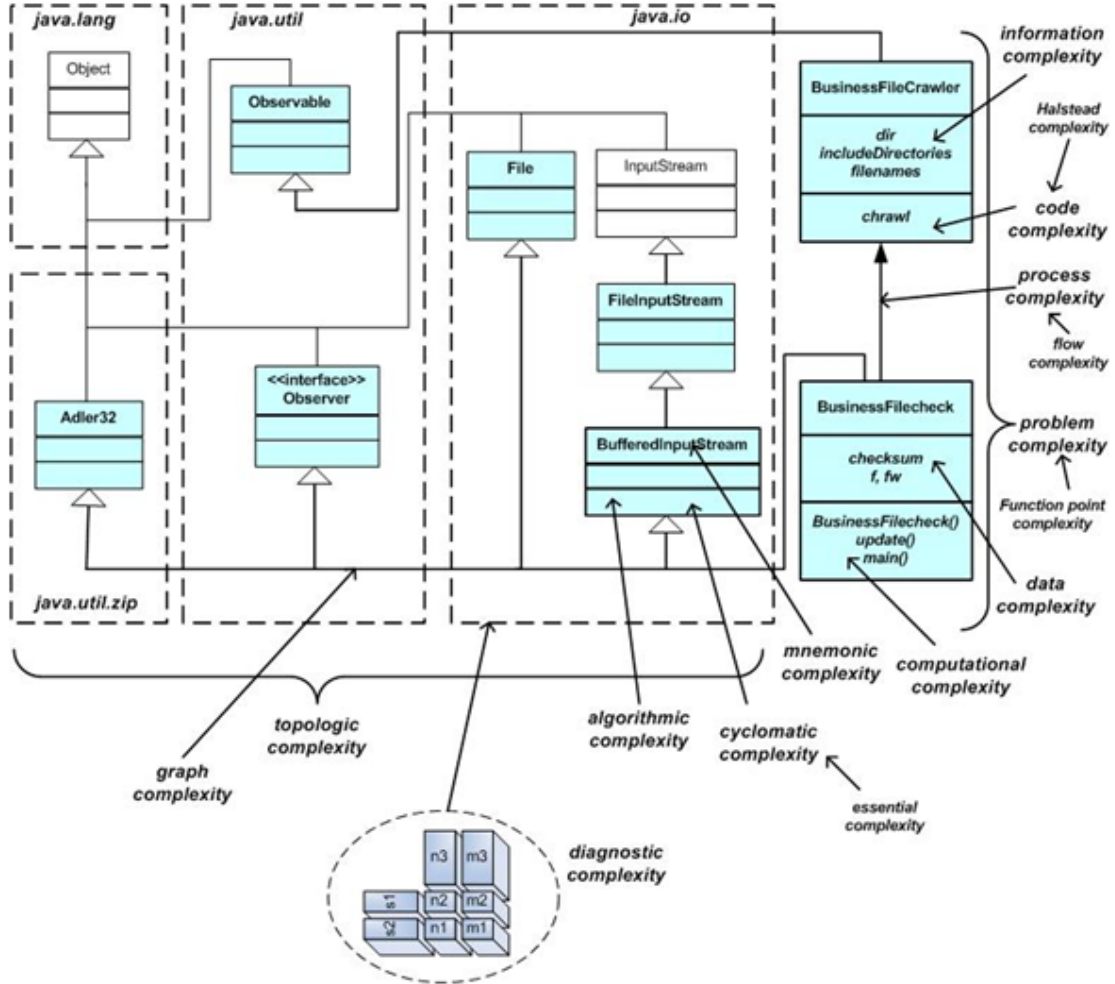 java.lang
java.util
java.io
Object
Observable
File
InputStream
FileInputStream
<<interface>>
Observer
Adler32
BufferedInputStream
java.util.zip
BusinessFileCrawler
dir
includeDirectories
filenames
chrawl
BusinessFilecheck
checksum
f, fw
BusinessFilecheck()
update()
main()
information
complexity
Halstead
complexity
code
complexity
process
complexity
flow
complexity
problem
complexity
Function point
complexity
data
complexity
computational
complexity
mnemonic
complexity
cyclomatic
complexity
essential
complexity
algorithmic
complexity
topologic
complexity
graph
complexity
diagnostic
complexity
n3 m3
s1 n2 m2
s2 n1 m1